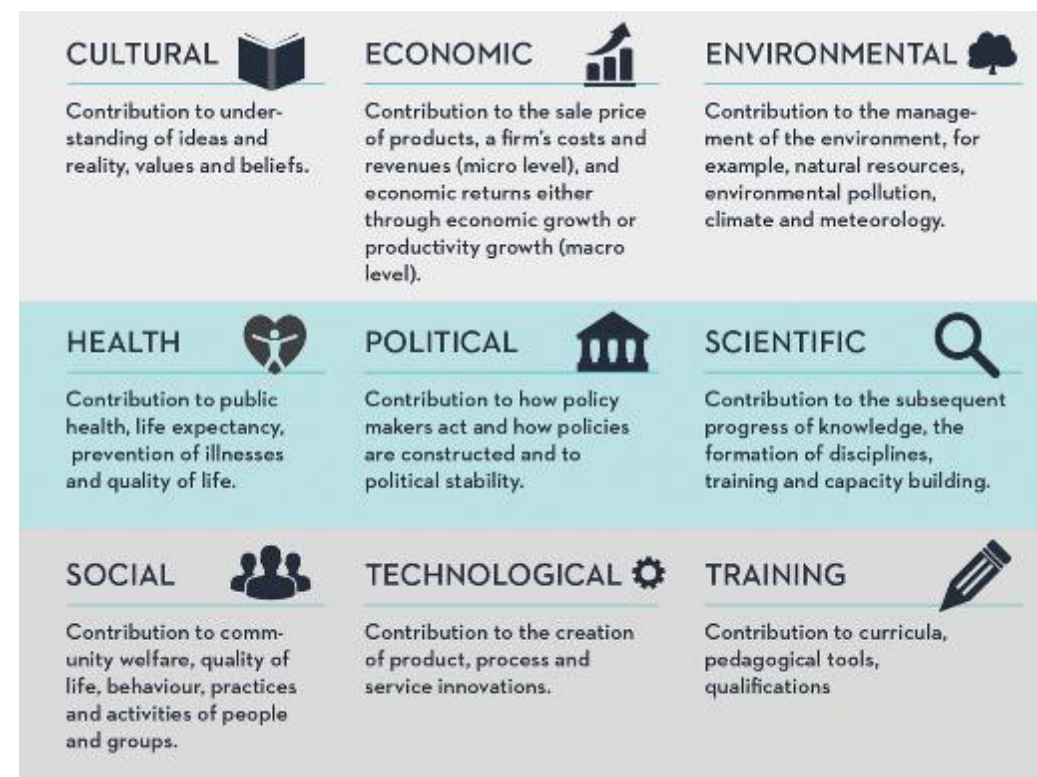 CULTURAL
Contribution to under-
standing of ideas and
reality, values and beliefs.
ECONOMIC
Contribution to the sale price
of products, a firm's costs and
revenues (micro level), and
economic returns either
through economic growth or
productivity growth (macro
level).
ENVIRONMENTAL
Contribution to the manage-
ment of the environment, for
example, natural resources,
environmental pollution,
climate and meteorology.
HEALTH
Contribution to public
health, life expectancy,
prevention of illnesses
and quality of life.
POLITICAL
Contribution to how policy
makers act and how policies
are constructed and to
political stability.
SCIENTIFIC
Contribution to the subsequent
progress of knowledge, the
formation of disciplines,
training and capacity building.
SOCIAL
Contribution to comm-
unity welfare, quality of
life, behaviour, practices
and activities of people
and groups.
TECHNOLOGICAL
Contribution to the creation
of product, process and
service innovations.
TRAINING
Contribution to curricula,
pedagogical tools,
qualifications